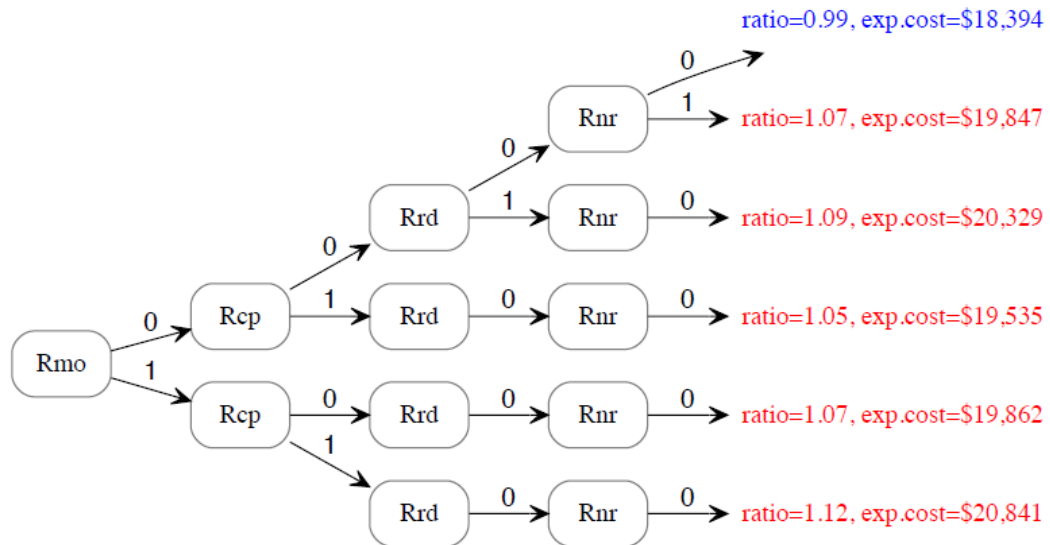 ratio=0.99, exp.cost=$18,394
0
Rnr
1
ratio=1.07, exp.cost=$19,847
0
Rrd
1
Rnr
0
ratio=1.09, exp.cost=$20,329
0
Rcp
1
Rrd
0
Rnr
0
ratio=1.05, exp.cost=$19,535
0
Rmo
1
Rcp
0
Rrd
0
Rnr
0
ratio=1.07, exp.cost=$19,862
1
Rrd
0
Rnr
0
ratio=1.12, exp.cost=$20,841